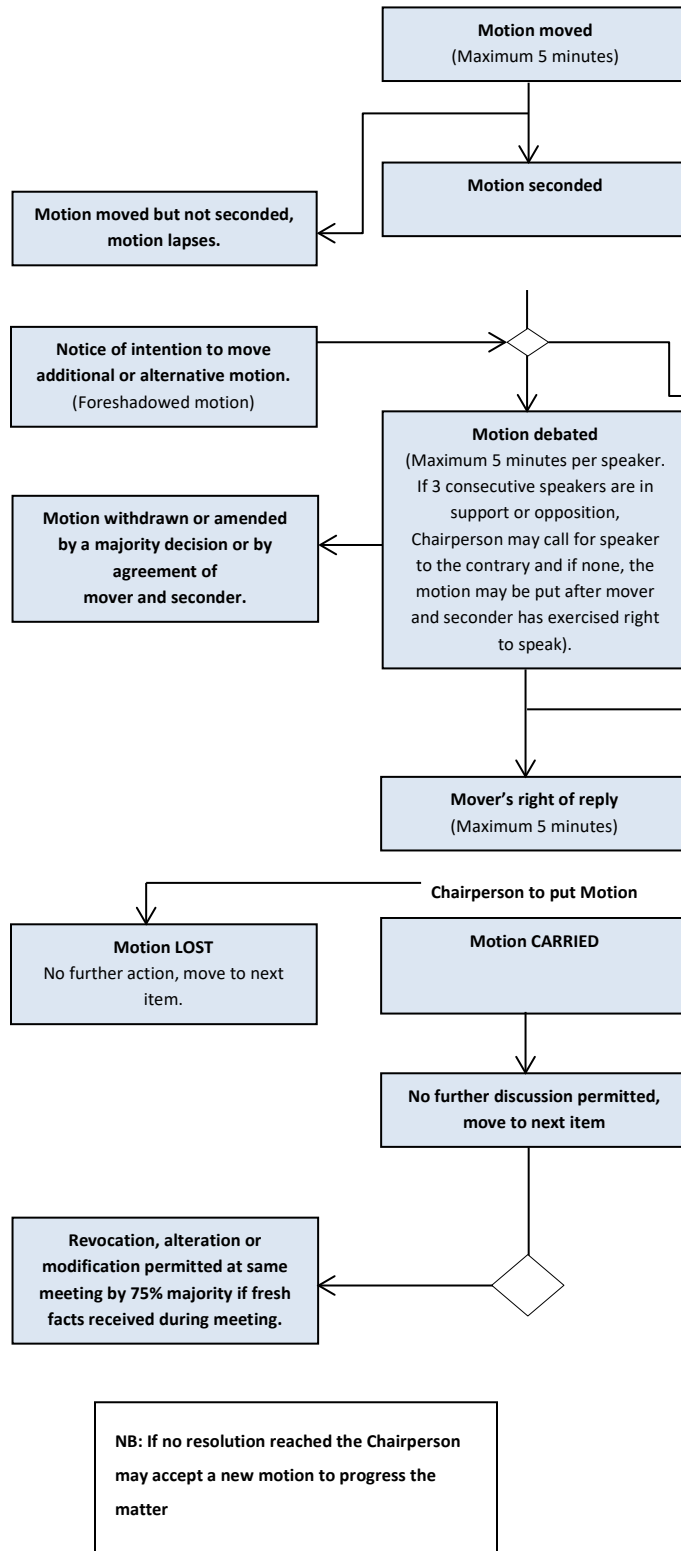 Motion moved
(Maximum 5 minutes)
Motion seconded
Motion moved but not seconded,
motion lapses.
Notice of intention to move
additional or alternative motion.
(Foreshadowed motion)
Motion debated
(Maximum 5 minutes per speaker.
If 3 consecutive speakers are in
support or opposition,
Chairperson may call for speaker
to the contrary and if none, the
motion may be put after mover
and seconder has exercised right
to speak).
Motion withdrawn or amended
by a majority decision or by
agreement of
mover and seconder.
Mover’s right of reply
(Maximum 5 minutes)
Chairperson to put Motion
Motion LOST
No further action, move to next
item.
Motion CARRIED
No further discussion permitted,
move to next item
Revocation, alteration or
modification permitted at same
meeting by 75% majority if fresh
facts received during meeting.
NB: If no resolution reached the Chairperson
may accept a new motion to progress the
matter